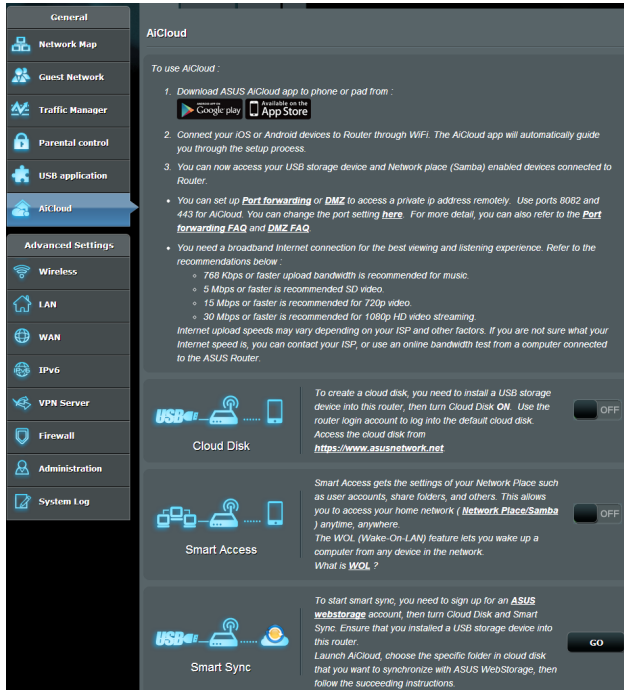 General
Network Map
Guest Network
Traffic Manager
Parental control
USB application
AiCloud
Advanced Settings
Wireless
LAN
WAN
IPv6
VPN Server
Firewall
Administration
System Log
AiCloud
To use AiCloud :
1. Download ASUS AiCloud app to phone or pad from :
ANDROID APP ON
Google play
Available on the
App Store
2. Connect your iOS or Android devices to Router through WiFi. The AiCloud app will automatically guide
you through the setup process.
3. You can now access your USB storage device and Network place (Samba) enabled devices connected to
Router.
• You can set up Port forwarding or DMZ to access a private ip address remotely. Use ports 8082 and
443 for AiCloud. You can change the port setting here. For more detail, you can also refer to the Port
forwarding FAQ and DMZ FAQ.
• You need a broadband Internet connection for the best viewing and listening experience. Refer to the
recommendations below :
○ 768 Kbps or faster upload bandwidth is recommended for music.
○ 5 Mbps or faster is recommended SD video.
○ 15 Mbps or faster is recommended for 720p video.
○ 30 Mbps or faster is recommended for 1080p HD video streaming.
Internet upload speeds may vary depending on your ISP and other factors. If you are not sure what your
Internet speed is, you can contact your ISP, or use an online bandwidth test from a computer connected
to the ASUS Router.
USB
Cloud Disk
To create a cloud disk, you need to install a USB storage
device into this router, then turn Cloud Disk ON. Use the
router login account to log into the default cloud disk.
Access the cloud disk from
https://www.asusnetwork.net
OFF
Smart Access
Smart Access gets the settings of your Network Place such
as user accounts, share folders, and others. This allows
you to access your home network ( Network Place/Samba
) anytime, anywhere.
The WOL (Wake-On-LAN) feature lets you wake up a
computer from any device in the network.
What is WOL ?
OFF
USB
Smart Sync
To start smart sync, you need to sign up for an ASUS
webstorage account, then turn Cloud Disk and Smart
Sync. Ensure that you installed a USB storage device into
this router.
Launch AiCloud, choose the specific folder in cloud disk
that you want to synchronize with ASUS WebStorage, then
follow the succeeding instructions.
GO